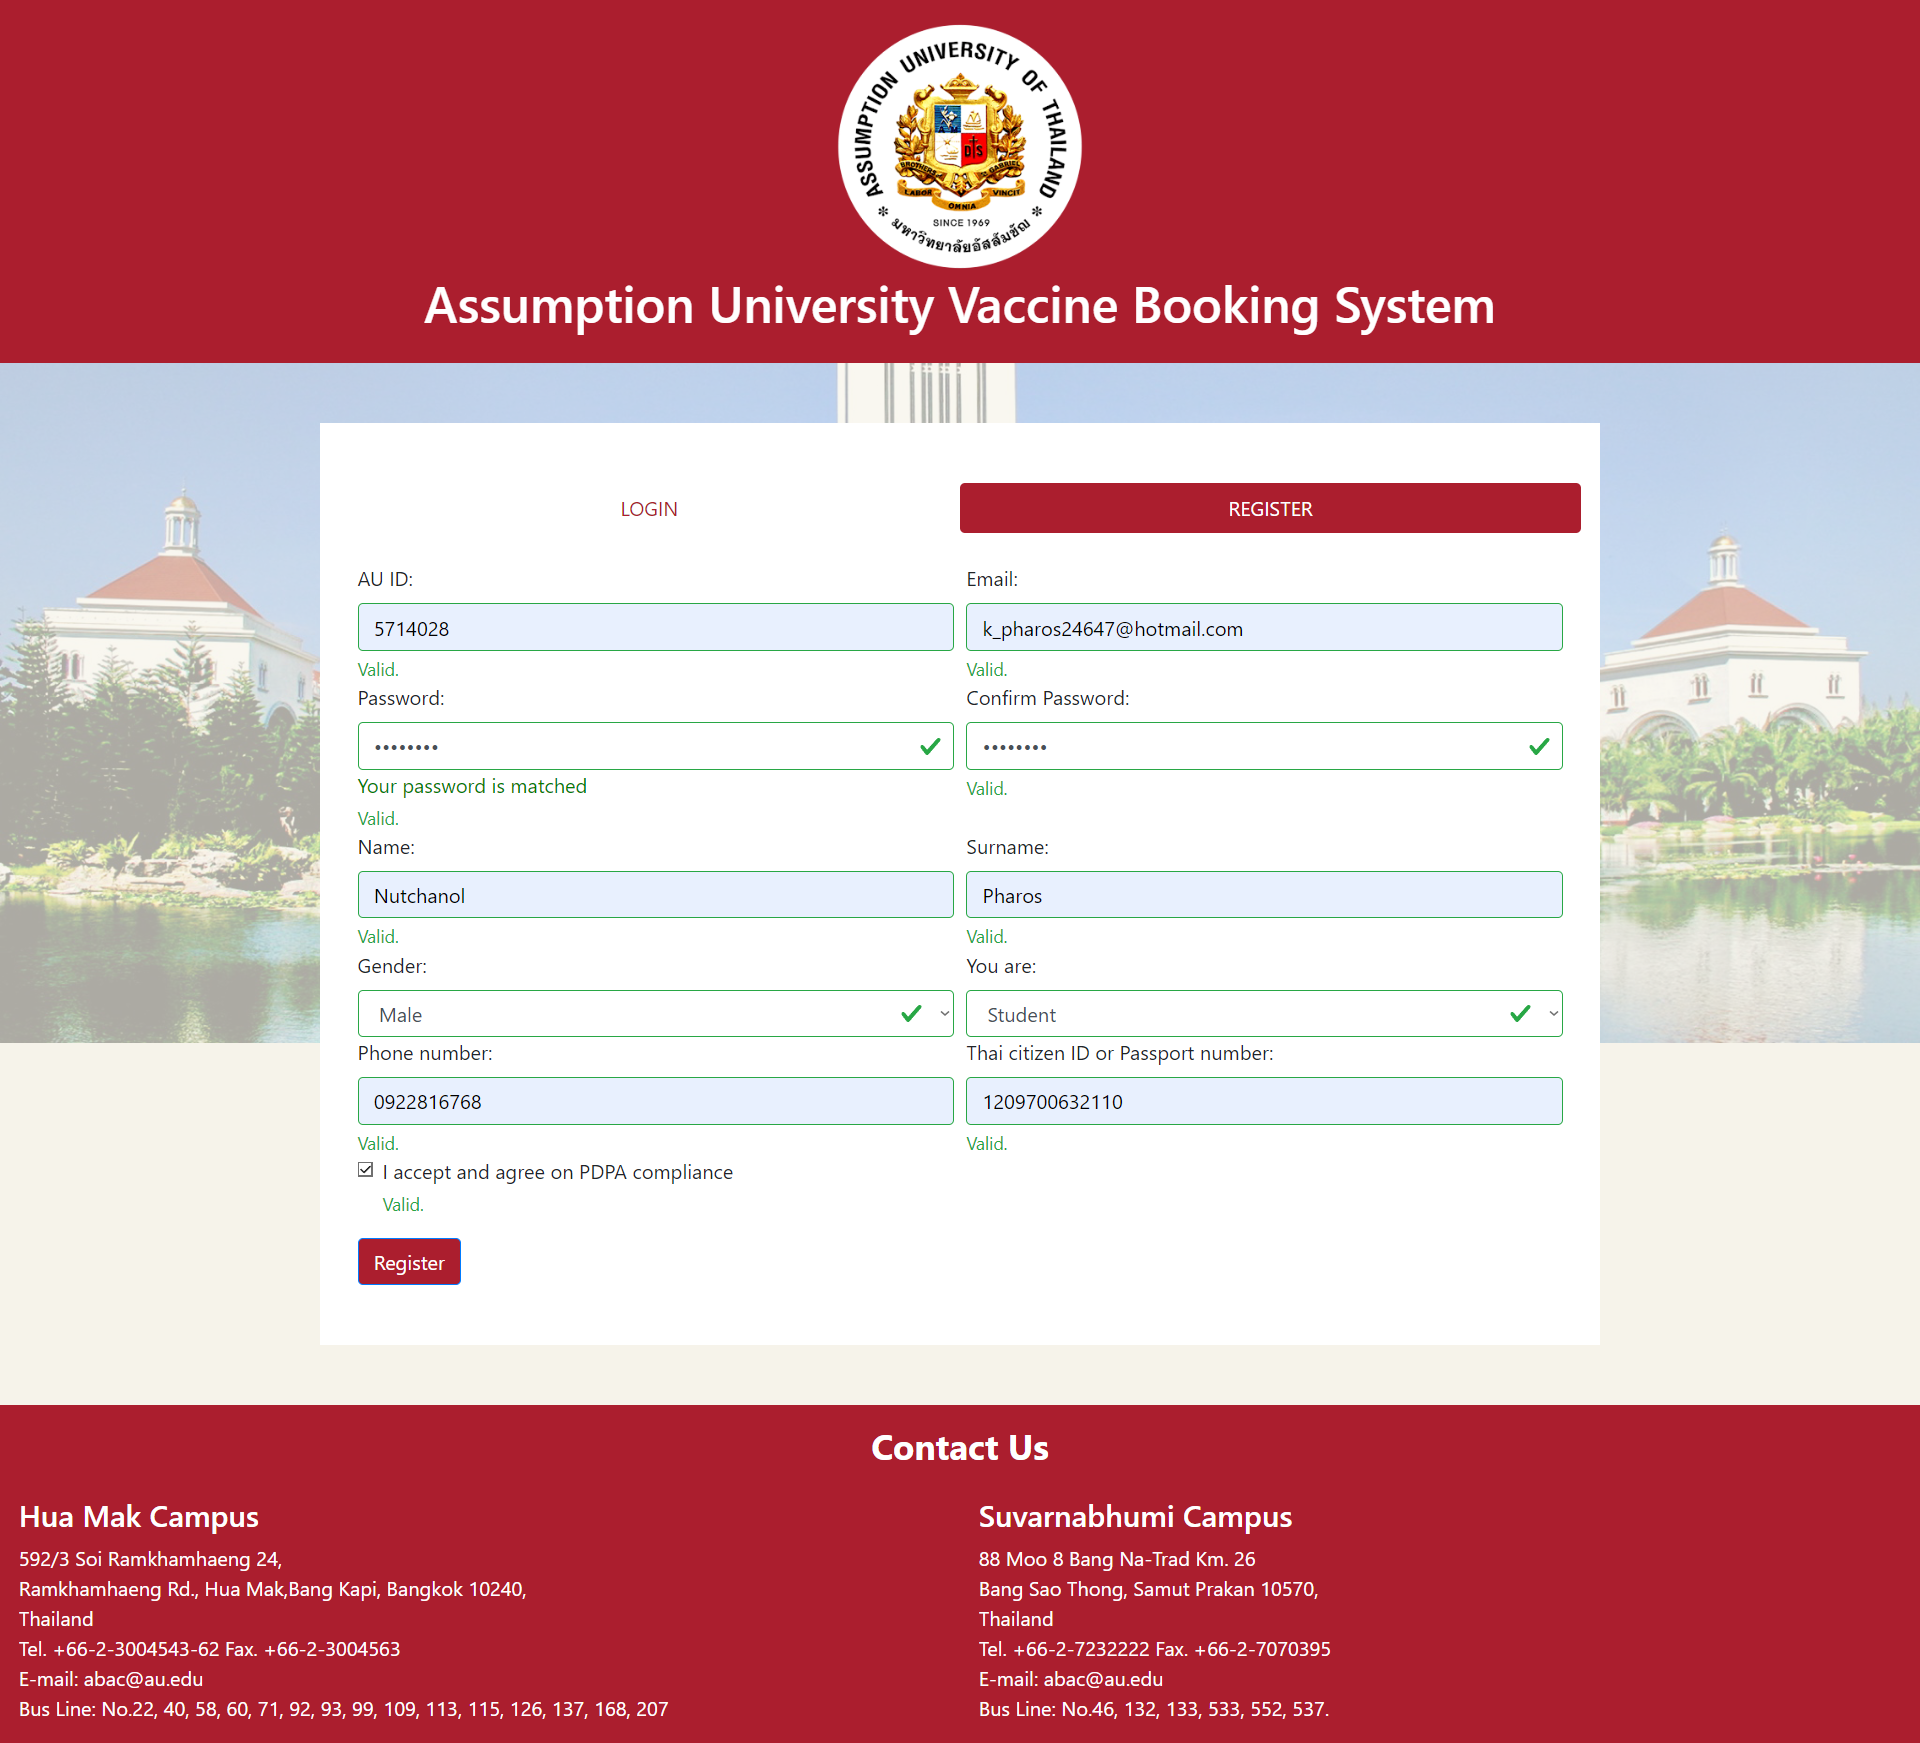 ASSUMPTION UNIVERSITY OF THAILAND
BROTHERS GABRIEL
LABOR OMNIA VINCIT
SINCE 1969
มหาวิทยาลัยอัสสัมชัญ
Assumption University Vaccine Booking System
LOGIN REGISTER
AU ID: Email:
5714028 k_pharos24647@hotmail.com
Valid. Valid.
Password: Confirm Password:
•••••••• ••••••••
Your password is matched Valid.
Valid.
Name: Surname:
Nutchanol Pharos
Valid. Valid.
Gender: You are:
Male Student
Phone number: Thai citizen ID or Passport number:
0922816768 1209700632110
Valid. Valid.
I accept and agree on PDPA compliance
Valid.
Register
Contact Us
Hua Mak Campus
592/3 Soi Ramkhamhaeng 24,
Ramkhamhaeng Rd., Hua Mak,Bang Kapi, Bangkok 10240,
Thailand
Tel. +66-2-3004543-62 Fax. +66-2-3004563
E-mail: abac@au.edu
Bus Line: No.22, 40, 58, 60, 71, 92, 93, 99, 109, 113, 115, 126, 137, 168, 207
Suvarnabhumi Campus
88 Moo 8 Bang Na-Trad Km. 26
Bang Sao Thong, Samut Prakan 10570,
Thailand
Tel. +66-2-7232222 Fax. +66-2-7070395
E-mail: abac@au.edu
Bus Line: No.46, 132, 133, 533, 552, 537.